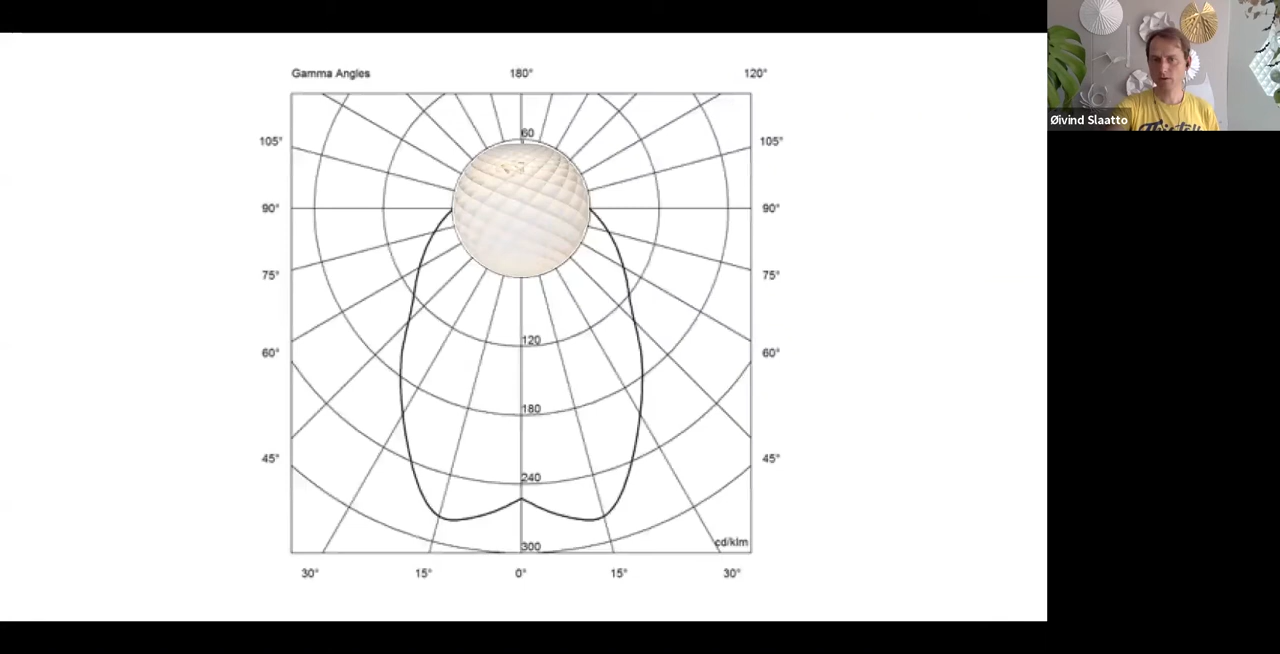 Gamma Angles 180° 120°
60
105° 105°
Øivind Slaatto
90° 90°
75° 75°
120
60° 60°
180
45° 45°
240
cd/klm
300
30° 15° 0° 15° 30°